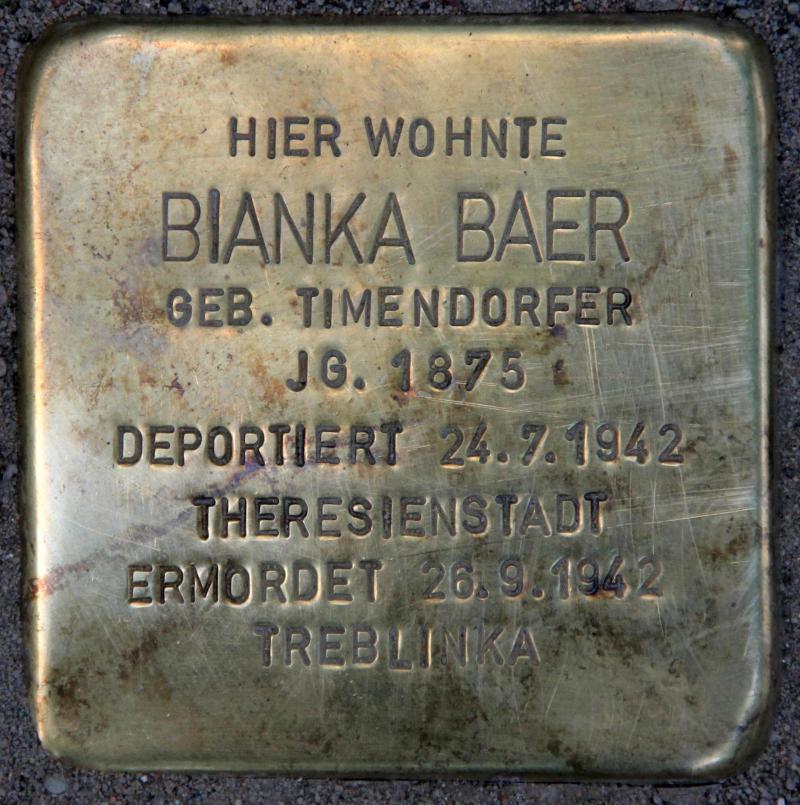 HIER WOHNTE
BIANKA BAER
GEB. TIMENDORFER
JG. 1875
DEPORTIERT 24.7.1942
THERESIENSTADT
ERMORDET 26.9.1942
TREBLINKA